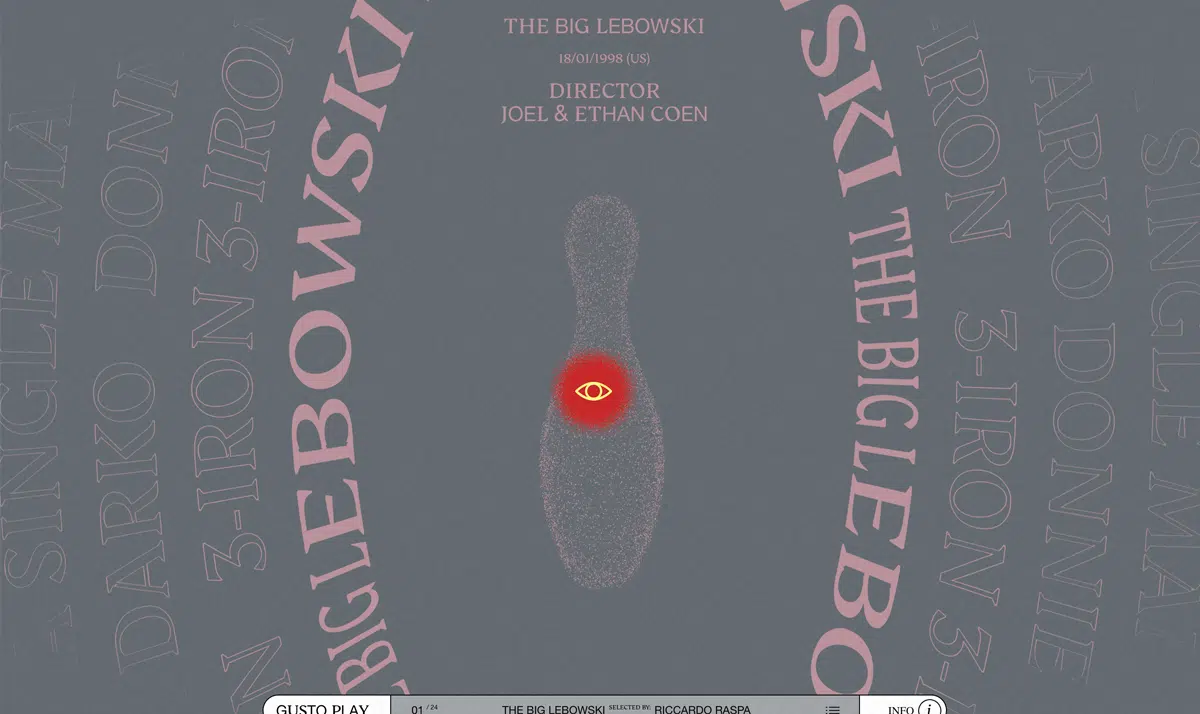 THE BIG LEBOWSKI
18/01/1998 (US)
DIRECTOR
JOEL & ETHAN COEN
SINGLE MA
DARKO DONN
3-IRON 3-IRON
BIG LEBOWSKI
SKI THE BIG LEBO
IRON 3-IRON 3-
ARKO DONNIE
SINGLE MA
GUSTO PLAY
01 / 24
THE BIG LEBOWSKI SELECTED BY: RICCARDO RASPA
INFO i